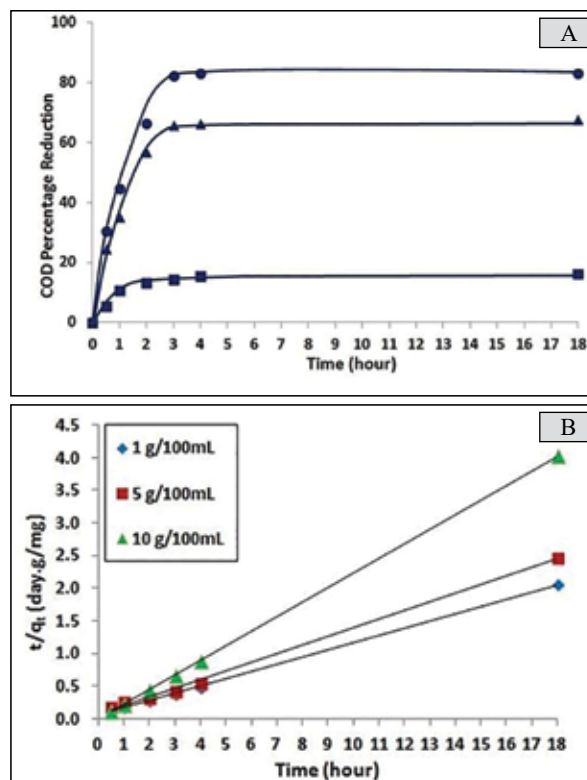 A
COD Percentage Reduction
100
80
60
40
20
0
0 1 2 3 4 5 6 7 8 9 10 11 12 13 14 15 16 17 18
Time (hour)
B
t/qₜ (day.g/mg)
4.5
4.0
3.5
3.0
2.5
2.0
1.5
1.0
0.5
0.0
1 g/100mL
5 g/100mL
10 g/100mL
0 1 2 3 4 5 6 7 8 9 10 11 12 13 14 15 16 17 18
Time (hour)